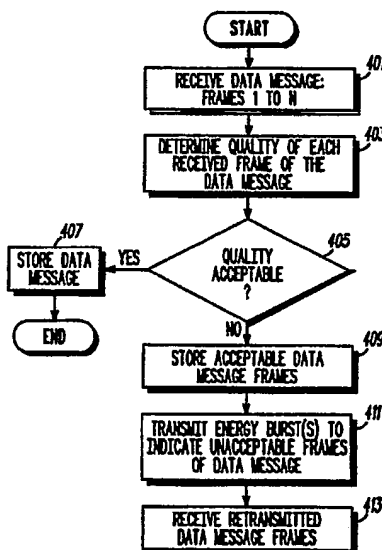 START
401
RECEIVE DATA MESSAGE:
FRAMES 1 TO N
403
DETERMINE QUALITY OF EACH
RECEIVED FRAME OF THE
DATA MESSAGE
405
QUALITY
ACCEPTABLE
?
YES
407
STORE DATA
MESSAGE
END
NO
409
STORE ACCEPTABLE DATA
MESSAGE FRAMES
411
TRANSMIT ENERGY BURST(S) TO
INDICATE UNACCEPTABLE FRAMES
OF DATA MESSAGE
413
RECEIVE RETRANSMITTED
DATA MESSAGE FRAMES